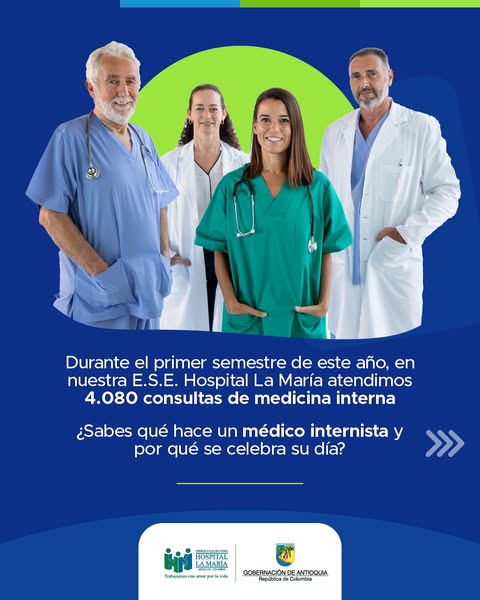 Durante el primer semestre de este año, en
nuestra E.S.E. Hospital La María atendimos
4.080 consultas de medicina interna
¿Sabes qué hace un médico internista y
por qué se celebra su día?
HOSPITAL
LA MARÍA
Trabajamos con amor por la vida
GOBERNACIÓN DE ANTIOQUIA
República de Colombia